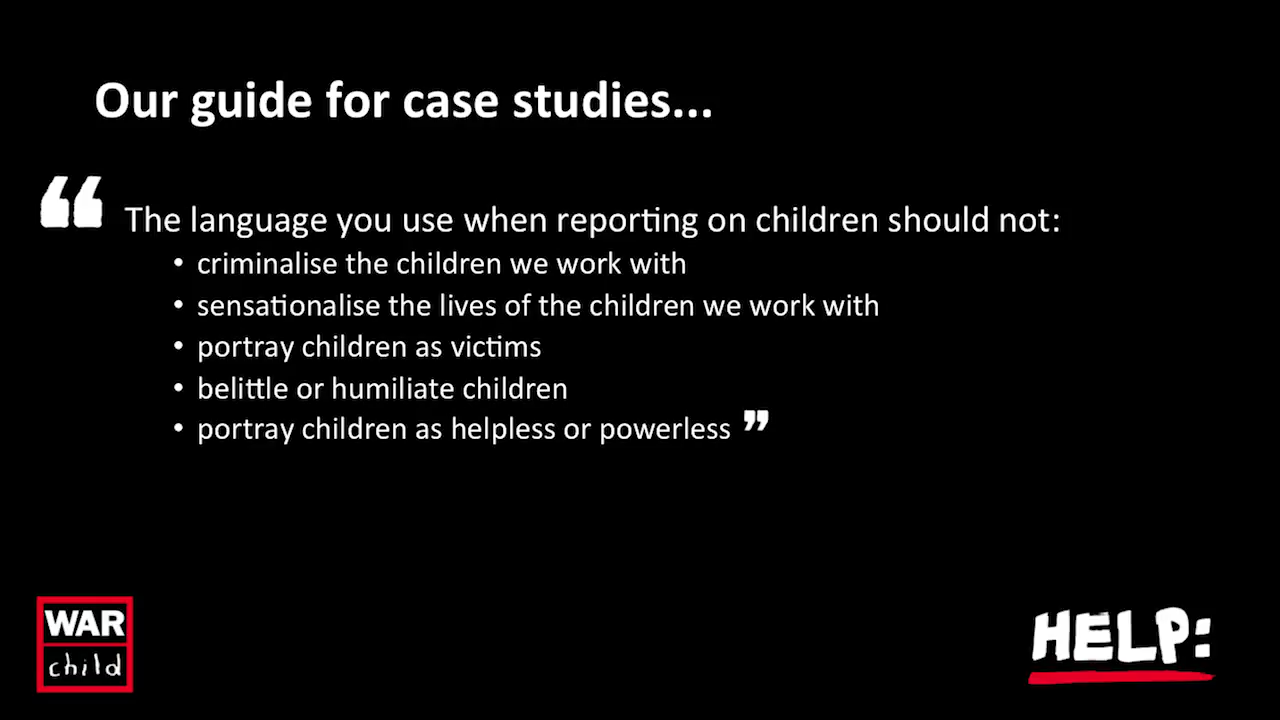 Our guide for case studies...
“ The language you use when reporting on children should not:
• criminalise the children we work with
• sensationalise the lives of the children we work with
• portray children as victims
• belittle or humiliate children
• portray children as helpless or powerless ”
WAR
child
HELP: